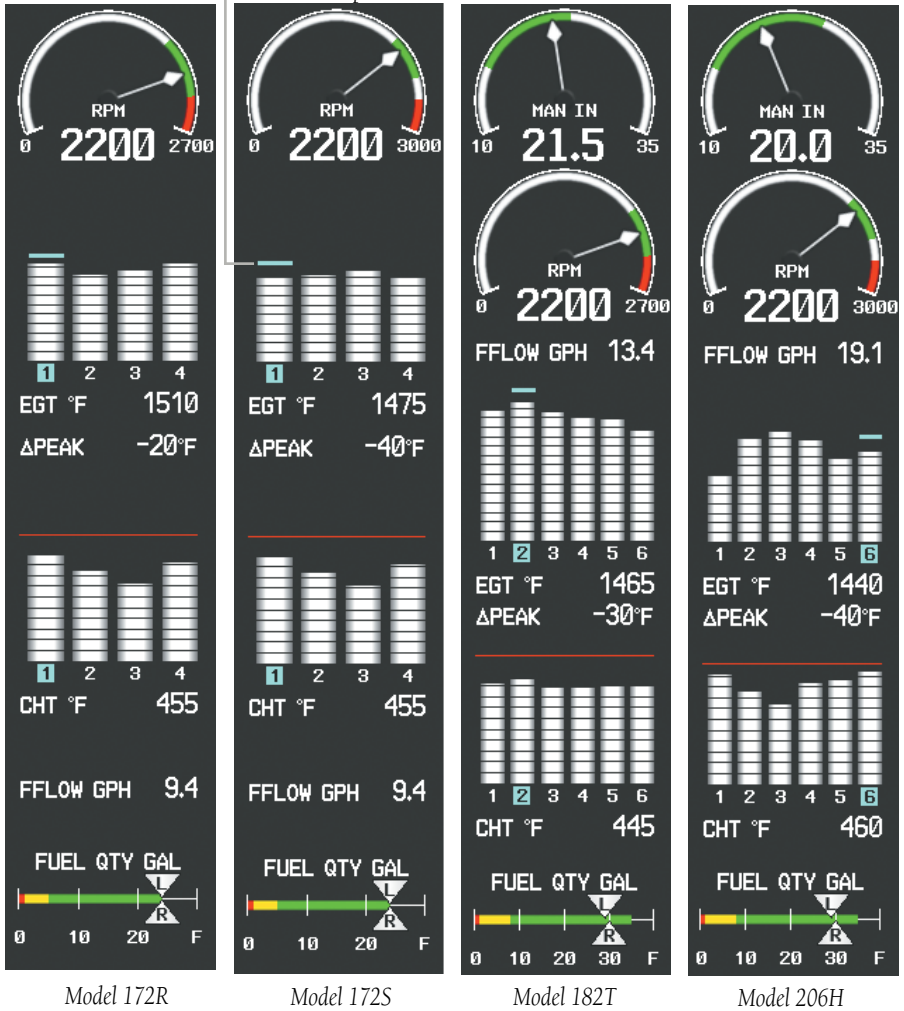 RPM
2200
0 2700
1 2 3 4
EGT °F 1510
ΔPEAK -20°F
1 2 3 4
CHT °F 455
FFLOW GPH 9.4
FUEL QTY GAL
L
R
0 10 20 F
Model 172R
RPM
2200
0 3000
1 2 3 4
EGT °F 1475
ΔPEAK -40°F
1 2 3 4
CHT °F 455
FFLOW GPH 9.4
FUEL QTY GAL
L
R
0 10 20 F
Model 172S
MAN IN
21.5
10 35
RPM
2200
0 2700
FFLOW GPH 13.4
1 2 3 4 5 6
EGT °F 1465
ΔPEAK -30°F
1 2 3 4 5 6
CHT °F 445
FUEL QTY GAL
L
R
0 10 20 30 F
Model 182T
MAN IN
20.0
10 35
RPM
2200
0 3000
FFLOW GPH 19.1
1 2 3 4 5 6
EGT °F 1440
ΔPEAK -40°F
1 2 3 4 5 6
CHT °F 460
FUEL QTY GAL
L
R
0 10 20 30 F
Model 206H